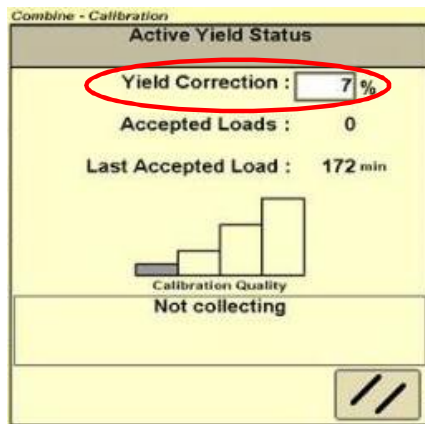 Combine - Calibration
Active Yield Status
Yield Correction : 7 %
Accepted Loads : 0
Last Accepted Load : 172 min
Calibration Quality
Not collecting